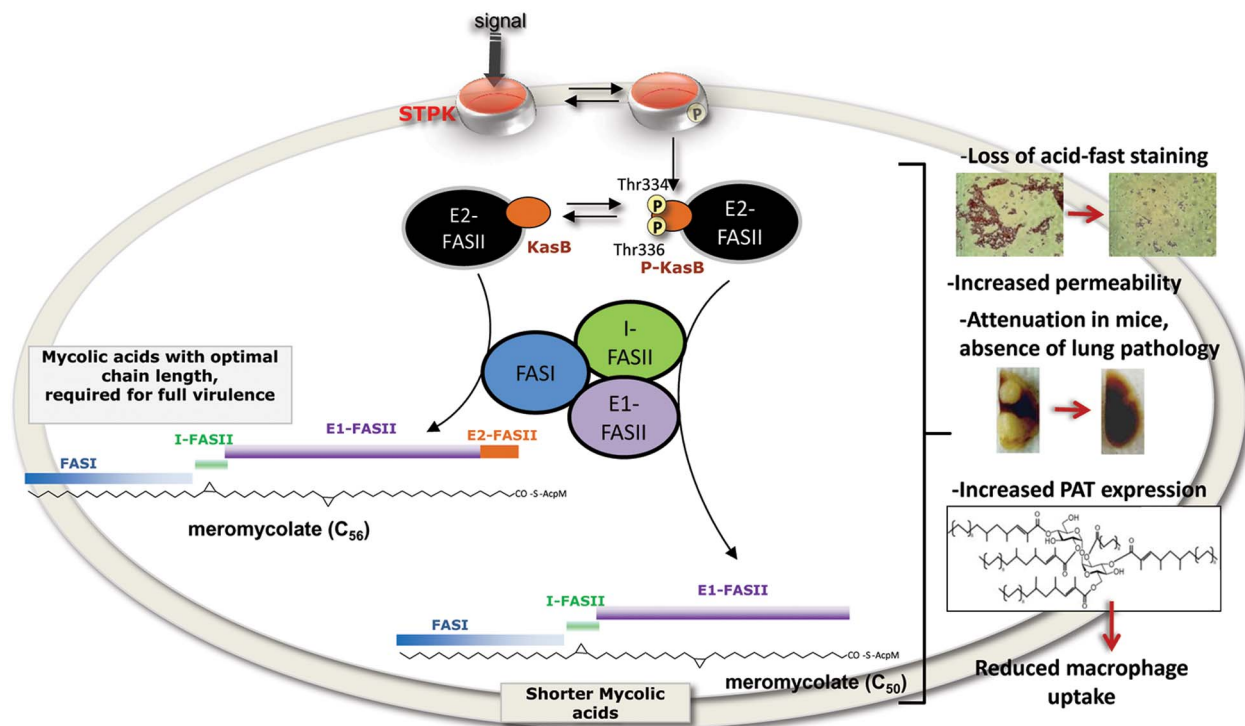 signal
STPK
P
Thr334
E2-
FASII
KasB
P
P
E2-
FASII
Thr336
P-KasB
I-
FASII
FASI
E1-
FASII
Mycolic acids with optimal
chain length,
required for full virulence
I-FASII
E1-FASII
E2-FASII
FASI
CO -S-AcpM
meromycolate (C56)
E1-FASII
I-FASII
FASI
CO -S-AcpM
meromycolate (C50)
Shorter Mycolic
acids
-Loss of acid-fast staining
-Increased permeability
-Attenuation in mice,
absence of lung pathology
-Increased PAT expression
OH
HO
OH
Reduced macrophage
uptake